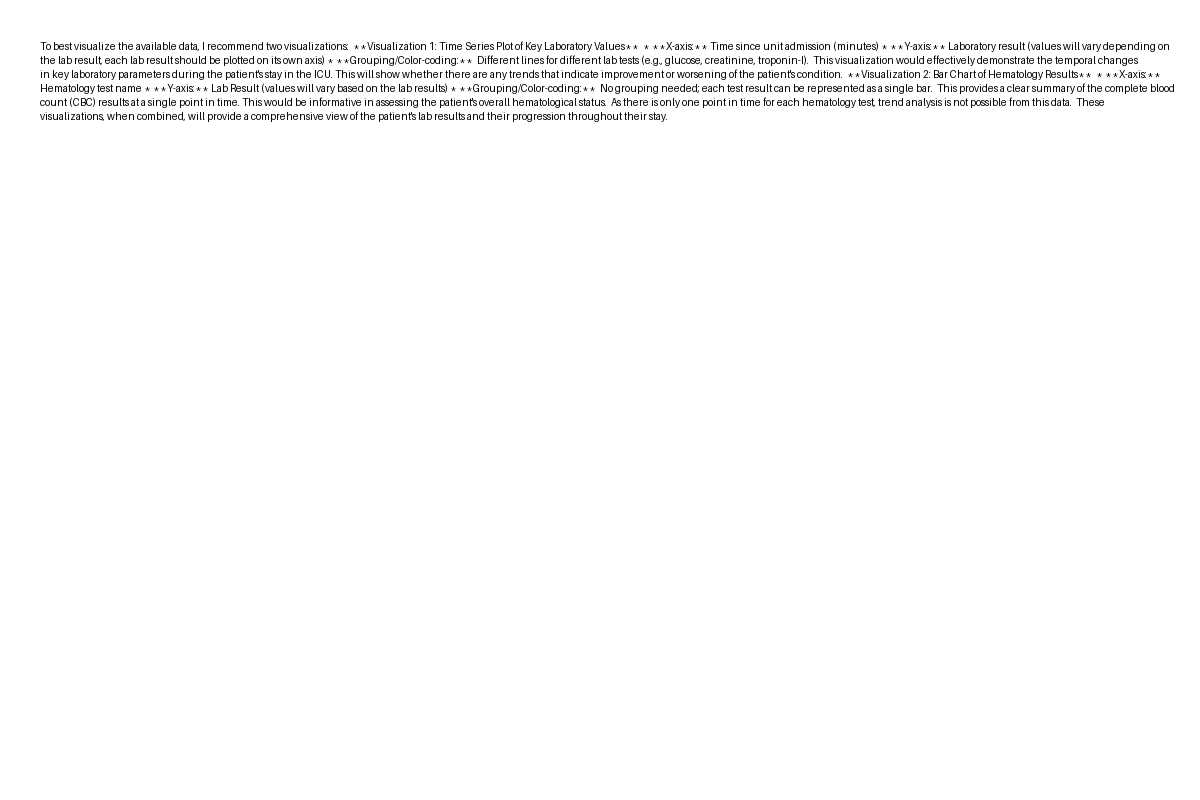 To best visualize the available data, I recommend two visualizations:  **Visualization 1: Time Series Plot of Key Laboratory Values**  * **X-axis:** Time since unit admission (minutes) * **Y-axis:** Laboratory result (values will vary depending on
the lab result, each lab result should be plotted on its own axis) * **Grouping/Color-coding:**  Different lines for different lab tests (e.g., glucose, creatinine, troponin-I).  This visualization would effectively demonstrate the temporal changes
in key laboratory parameters during the patient's stay in the ICU. This will show whether there are any trends that indicate improvement or worsening of the patient's condition.  **Visualization 2: Bar Chart of Hematology Results**  * **X-axis:**
Hematology test name * **Y-axis:** Lab Result (values will vary based on the lab results) * **Grouping/Color-coding:**  No grouping needed; each test result can be represented as a single bar.  This provides a clear summary of the complete blood
count (CBC) results at a single point in time. This would be informative in assessing the patient's overall hematological status.  As there is only one point in time for each hematology test, trend analysis is not possible from this data.  These
visualizations, when combined, will provide a comprehensive view of the patient's lab results and their progression throughout their stay.